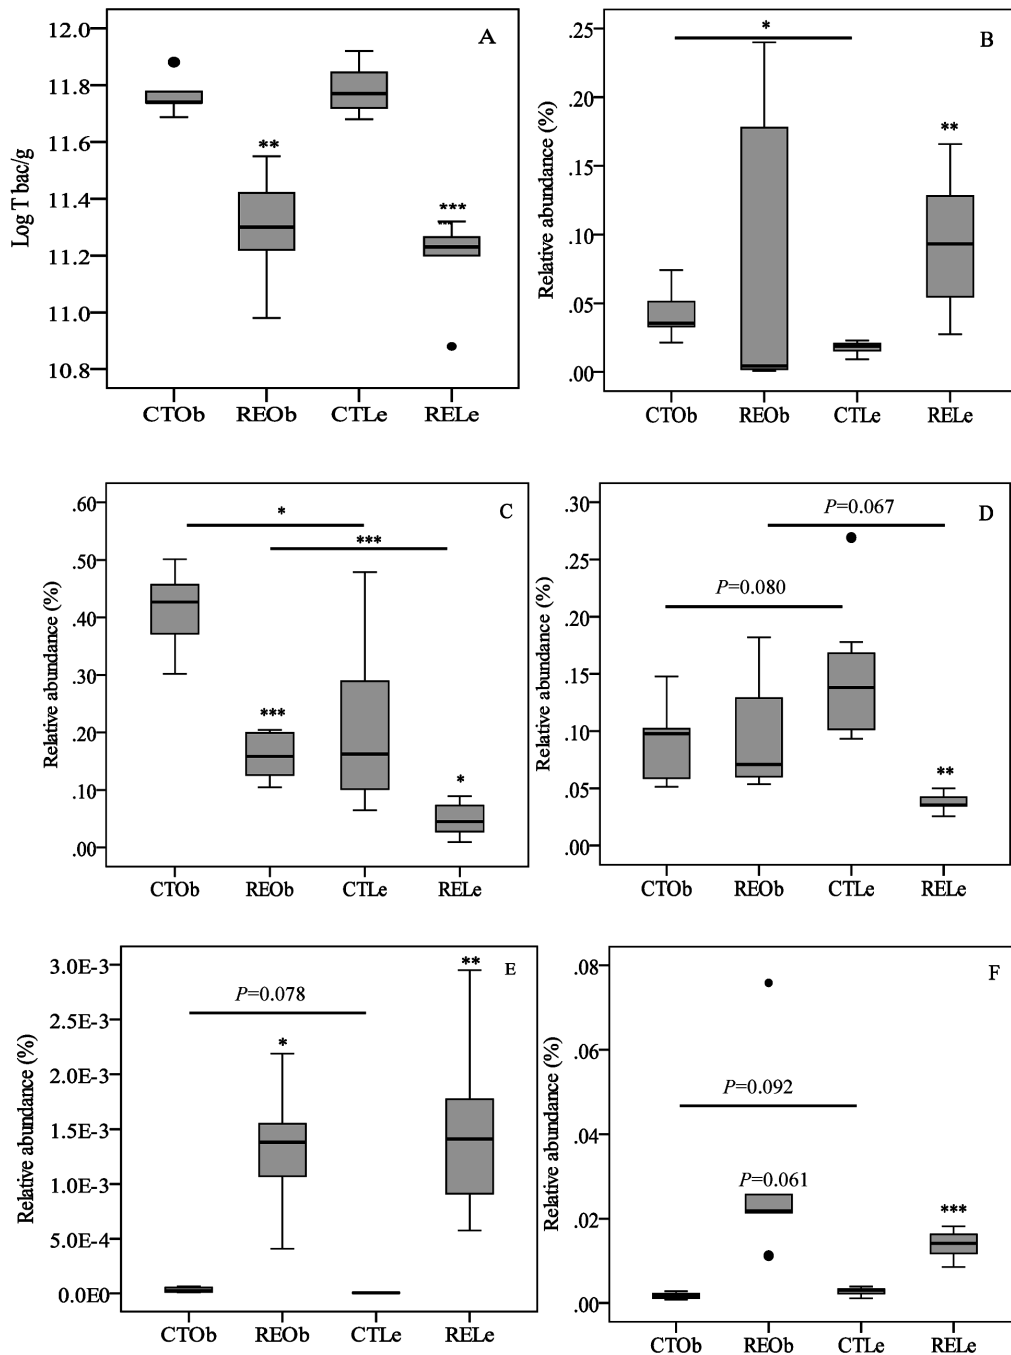 A
Log T bac/g
12.0
11.8
11.6
11.4
11.2
11.0
10.8
**
***
CTOb REOb CTLe RELe
B
Relative abundance (%)
.25
.20
.15
.10
.05
.00
*
**
CTOb REOb CTLe RELe
C
Relative abundance (%)
.60
.50
.40
.30
.20
.10
.00
*
***
***
*
CTOb REOb CTLe RELe
D
Relative abundance (%)
.30
.25
.20
.15
.10
.05
.00
P=0.067
P=0.080
**
CTOb REOb CTLe RELe
E
Relative abundance (%)
3.0E-3
2.5E-3
2.0E-3
1.5E-3
1.0E-3
5.0E-4
0.0E0
**
P=0.078
*
CTOb REOb CTLe RELe
F
Relative abundance (%)
.08
.06
.04
.02
.00
P=0.092
P=0.061
***
CTOb REOb CTLe RELe